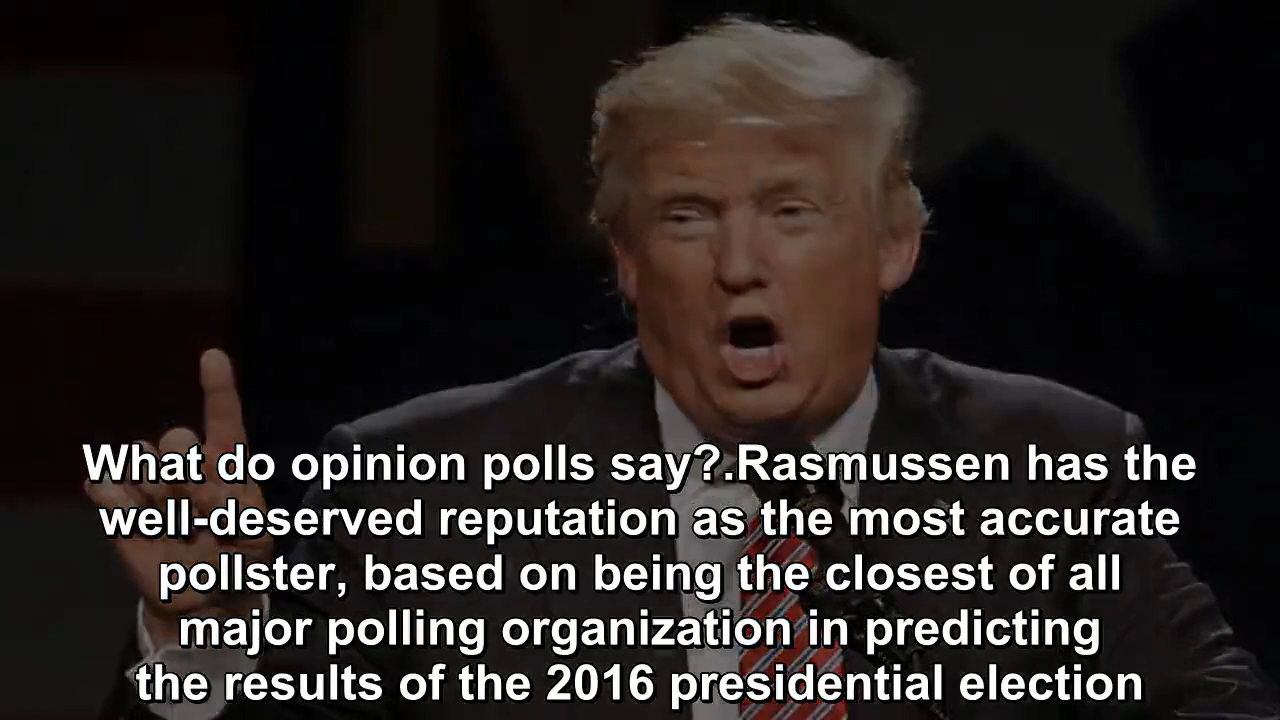 What do opinion polls say?.Rasmussen has the
well-deserved reputation as the most accurate
pollster, based on being the closest of all
major polling organization in predicting
the results of the 2016 presidential election